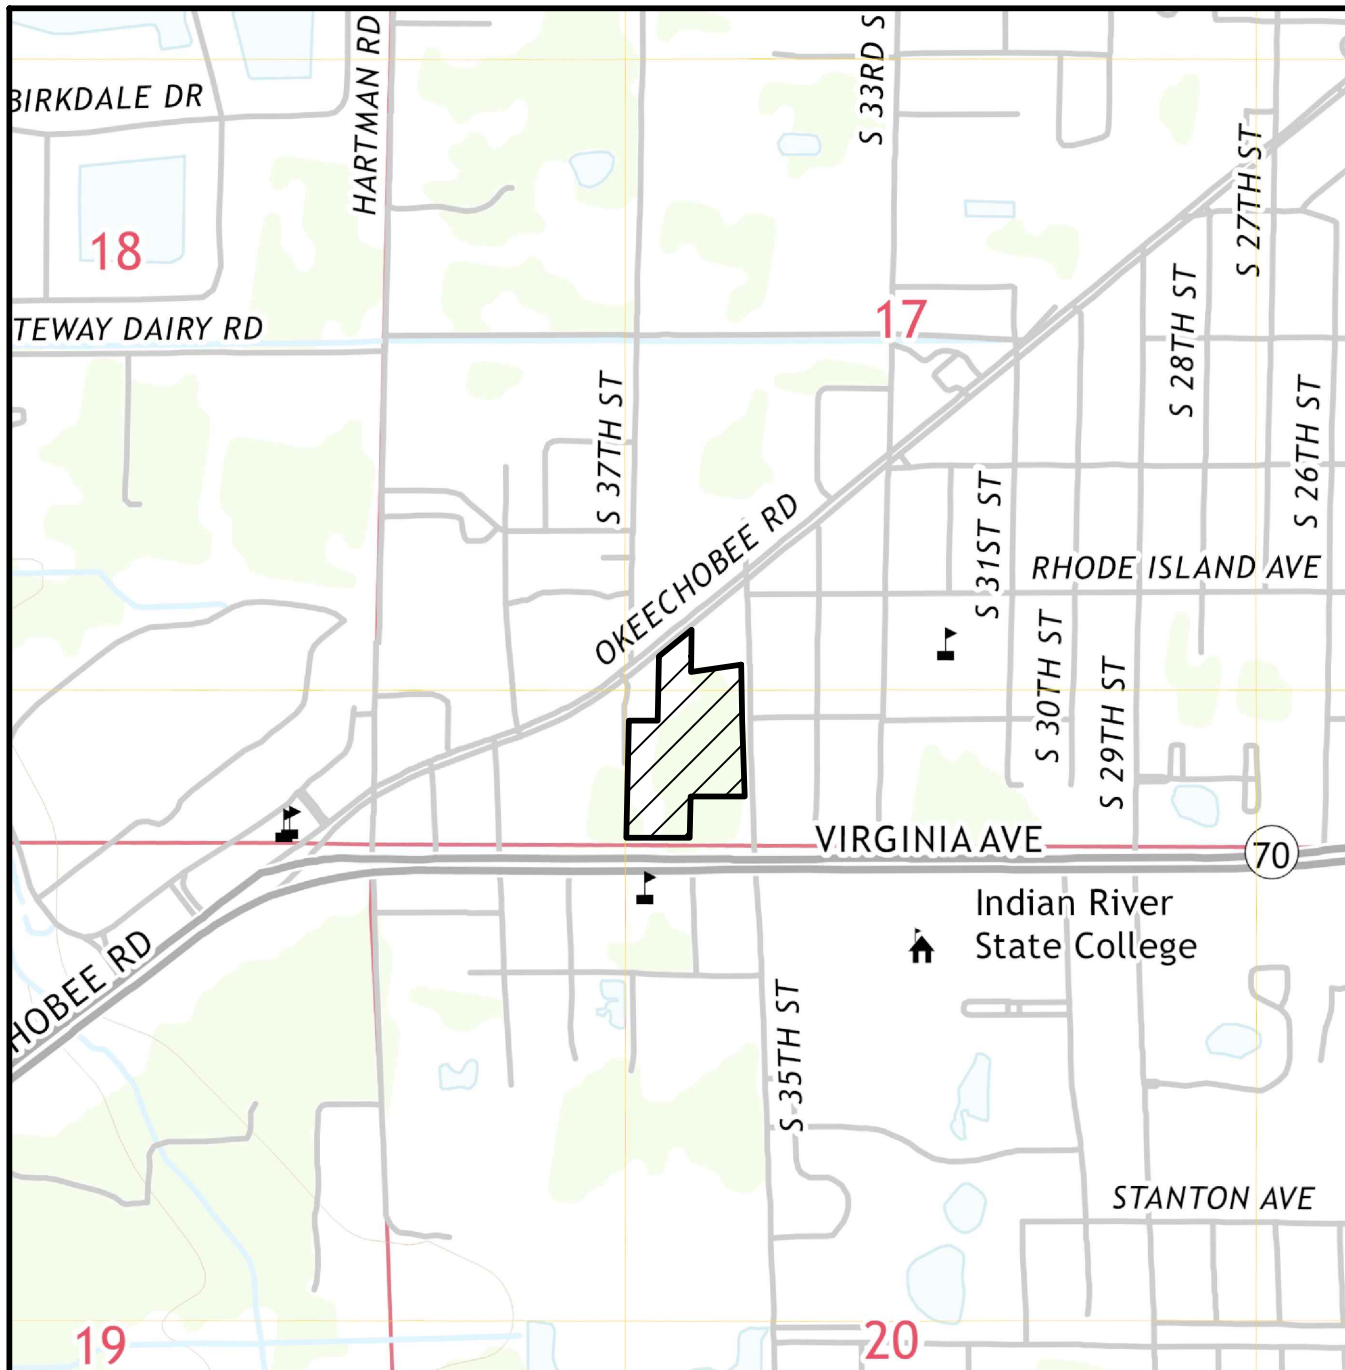 HARTMAN RD
S 33RD S
BIRKDALE DR
S 27TH ST
18
17
S 28TH ST
TEWAY DAIRY RD
S 37TH ST
S 26TH ST
S 31ST ST
OKEECHOBEE RD
RHODE ISLAND AVE
S 30TH ST
S 29TH ST
VIRGINIA AVE
70
Indian River
State College
HOBEE RD
S 35TH ST
STANTON AVE
19
20